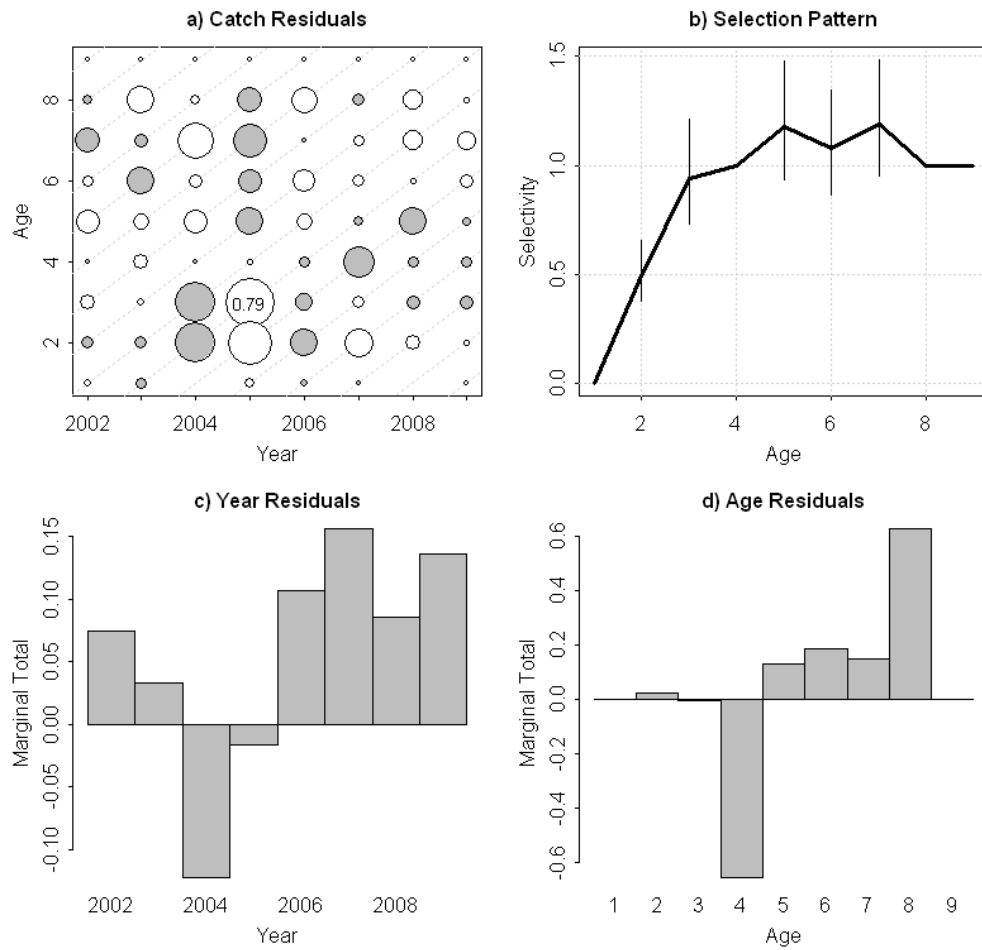 a) Catch Residuals
8
6
4
2
Age
0.79
2002 2004 2006 2008
Year
b) Selection Pattern
1.5
1.0
0.5
0.0
Selectivity
2 4 6 8
Age
c) Year Residuals
0.15
0.10
0.05
0.00
-0.05
-0.10
Marginal Total
2002 2004 2006 2008
Year
d) Age Residuals
0.6
0.4
0.2
0.0
-0.2
-0.4
-0.6
Marginal Total
1 2 3 4 5 6 7 8 9
Age